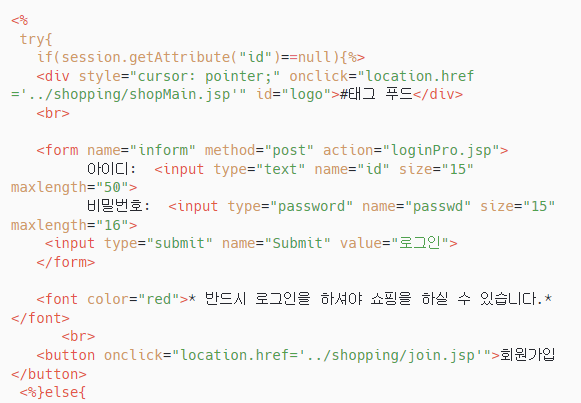 <%
try{
if(session.getAttribute("id")==null){%>
<div style="cursor: pointer;" onclick="location.href
='../shopping/shopMain.jsp'" id="logo">#태그 푸드</div>
<br>
<form name="inform" method="post" action="loginPro.jsp">
아이디: <input type="text" name="id" size="15"
maxlength="50">
비밀번호: <input type="password" name="passwd" size="15"
maxlength="16">
<input type="submit" name="Submit" value="로그인">
</form>
<font color="red">* 반드시 로그인을 하셔야 쇼핑을 하실 수 있습니다.*
</font>
<br>
<button onclick="location.href='../shopping/join.jsp'">회원가입
</button>
<%}else{